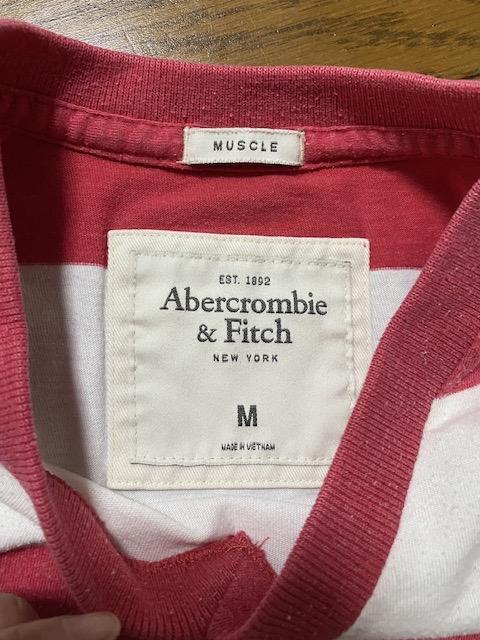 MUSCLE
EST. 1892
Abercrombie
& Fitch
NEW YORK
M
MADE IN VIETNAM